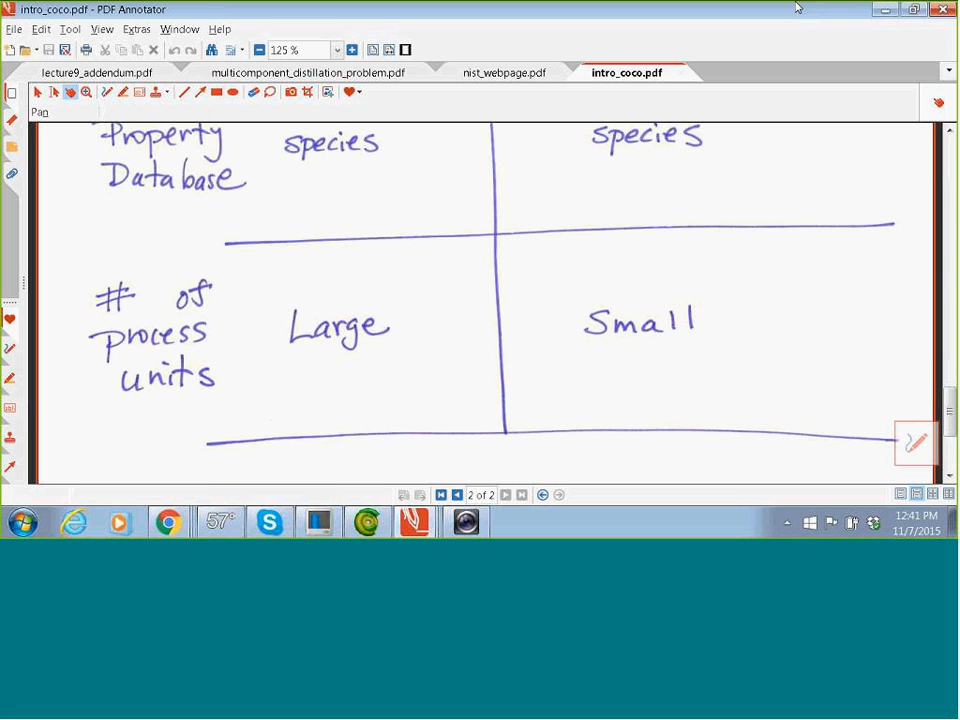 intro_coco.pdf - PDF Annotator
File Edit Tool View Extras Window Help
125 %
lecture9_addendum.pdf multicomponent_distillation_problem.pdf nist_webpage.pdf intro_coco.pdf
Pan
Property species species
Database
# of
process Large Small
units
2 of 2
57°
12:41 PM
11/7/2015